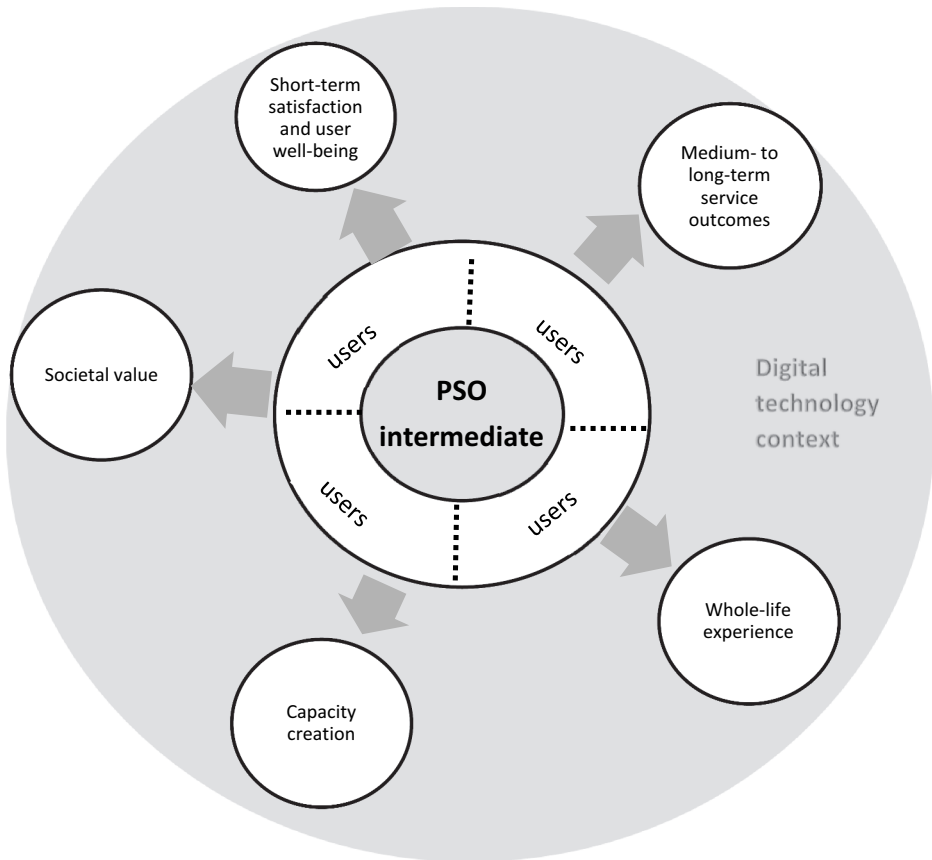 Short-term
satisfaction
and user
well-being
Medium- to
long-term
service
outcomes
Societal value
users
users
PSO
intermediate
Digital
technology
context
users
users
Whole-life
experience
Capacity
creation